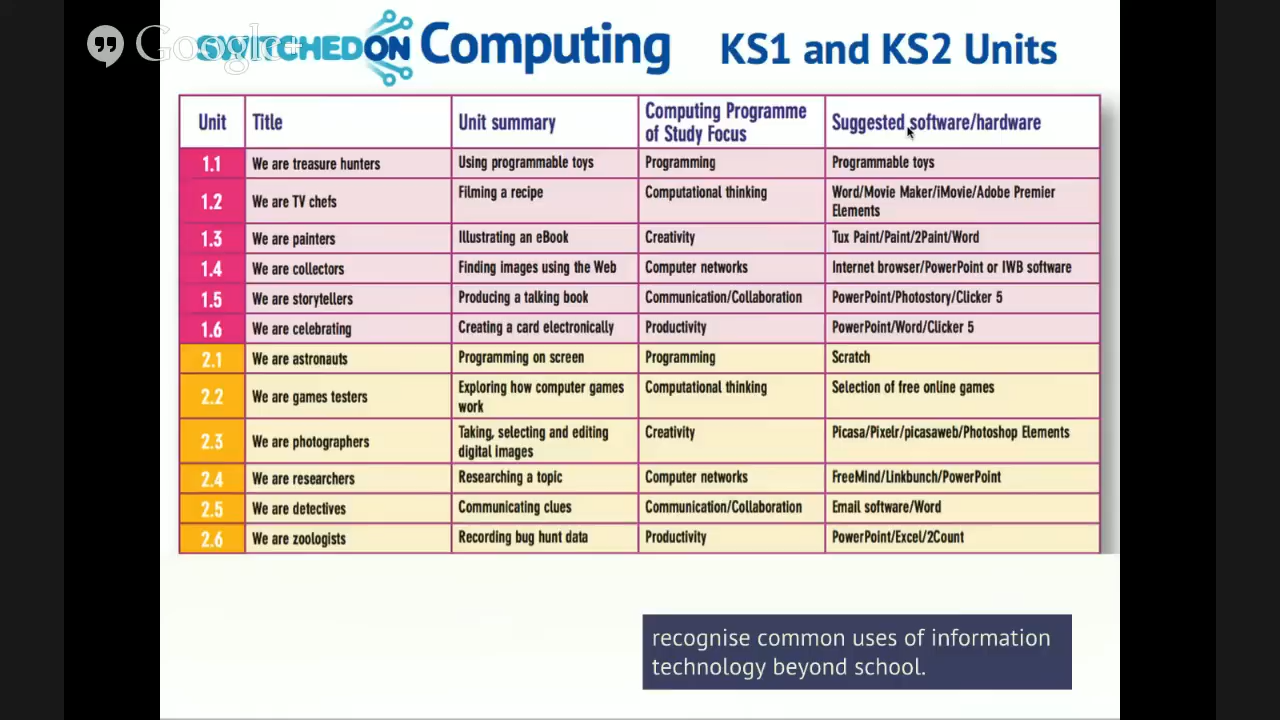 Google+
SWITCHEDON Computing KS1 and KS2 Units
Unit Title Unit summary Computing Programme of Study Focus Suggested software/hardware
1.1 We are treasure hunters Using programmable toys Programming Programmable toys
1.2 We are TV chefs Filming a recipe Computational thinking Word/Movie Maker/iMovie/Adobe Premier Elements
1.3 We are painters Illustrating an eBook Creativity Tux Paint/Paint/2Paint/Word
1.4 We are collectors Finding images using the Web Computer networks Internet browser/PowerPoint or IWB software
1.5 We are storytellers Producing a talking book Communication/Collaboration PowerPoint/Photostory/Clicker 5
1.6 We are celebrating Creating a card electronically Productivity PowerPoint/Word/Clicker 5
2.1 We are astronauts Programming on screen Programming Scratch
2.2 We are games testers Exploring how computer games work Computational thinking Selection of free online games
2.3 We are photographers Taking, selecting and editing digital images Creativity Picasa/Pixelr/picasaweb/Photoshop Elements
2.4 We are researchers Researching a topic Computer networks FreeMind/Linkbunch/PowerPoint
2.5 We are detectives Communicating clues Communication/Collaboration Email software/Word
2.6 We are zoologists Recording bug hunt data Productivity PowerPoint/Excel/2Count
recognise common uses of information
technology beyond school.